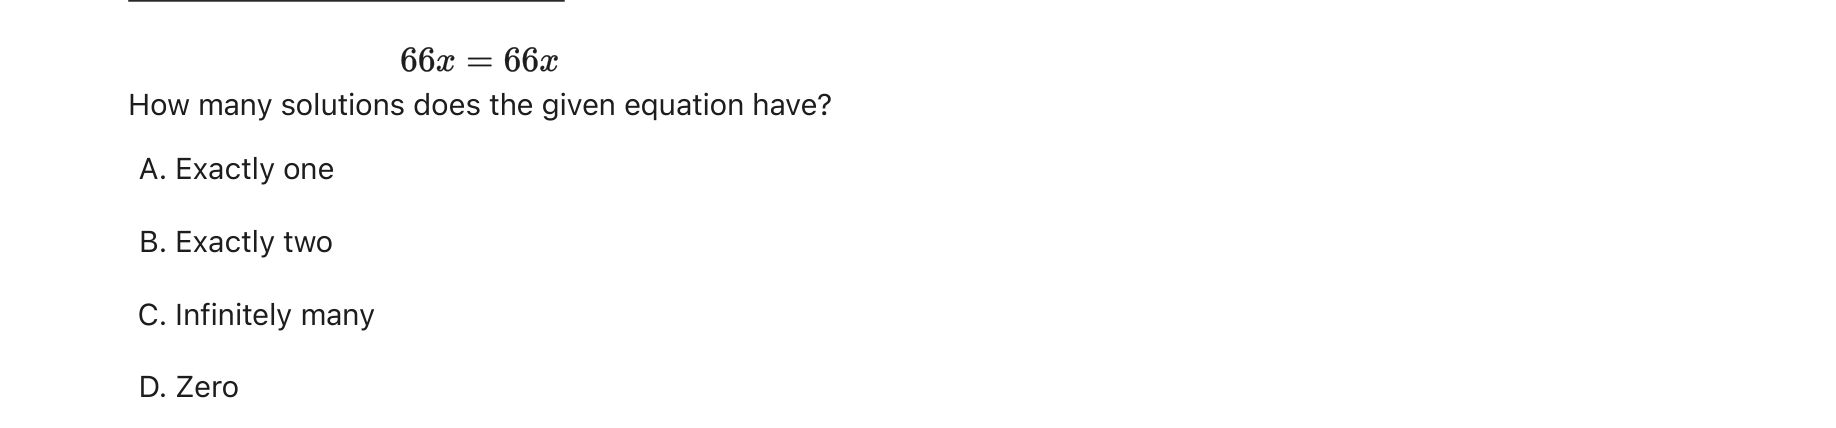 66x = 66x
How many solutions does the given equation have?
A. Exactly one
B. Exactly two
C. Infinitely many
D. Zero